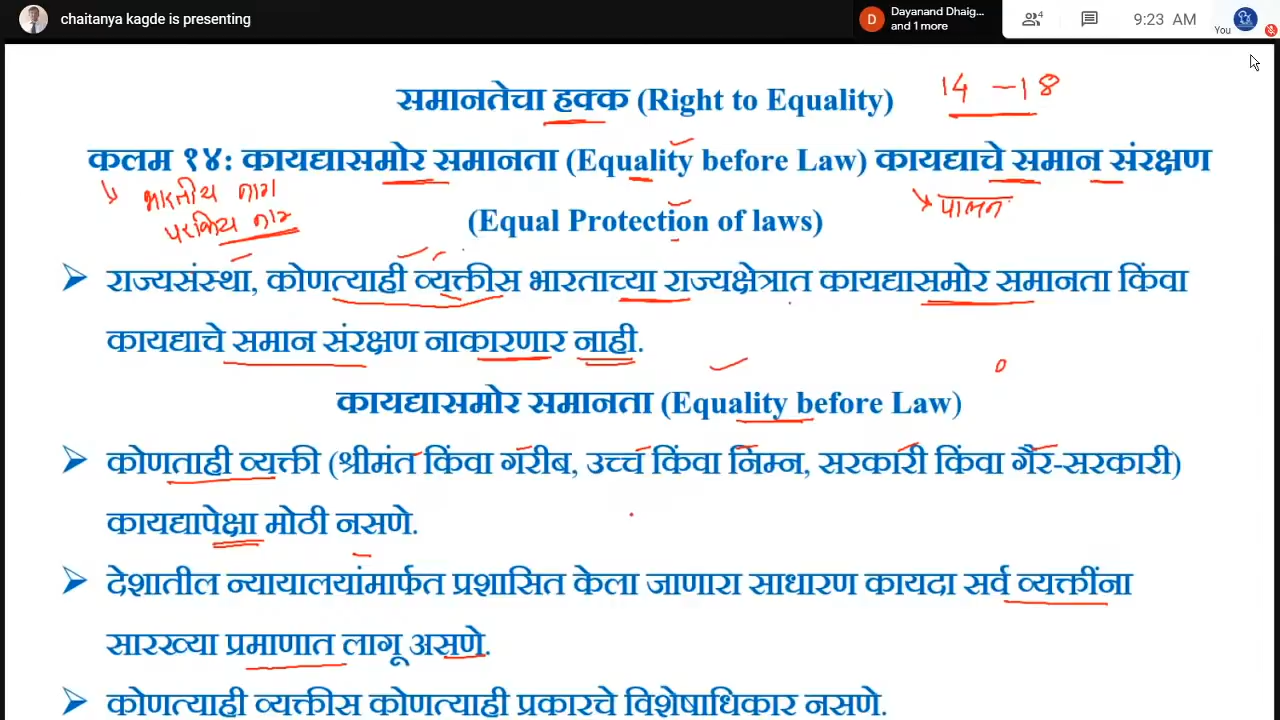 chaitanya kagde is presenting
Dayanand Dhaig...
and 1 more
D
4
9:23 AM
You
समानतेचा हक्क (Right to Equality)
14 – 18
कलम १४: कायद्यासमोर समानता (Equality before Law) कायद्याचे समान संरक्षण
भारतीय नाग
परकिय नाग
पालन
(Equal Protection of laws)
➢ राज्यसंस्था, कोणत्याही व्यक्तीस भारताच्या राज्यक्षेत्रात कायद्यासमोर समानता किंवा
कायद्याचे समान संरक्षण नाकारणार नाही.
कायद्यासमोर समानता (Equality before Law)
➢ कोणताही व्यक्ती (श्रीमंत किंवा गरीब, उच्च किंवा निम्न, सरकारी किंवा गैर-सरकारी)
कायद्यापेक्षा मोठी नसणे.
➢ देशातील न्यायालयांमार्फत प्रशासित केला जाणारा साधारण कायदा सर्व व्यक्तींना
सारख्या प्रमाणात लागू असणे.
➢ कोणत्याही व्यक्तीस कोणत्याही प्रकारचे विशेषाधिकार नसणे.